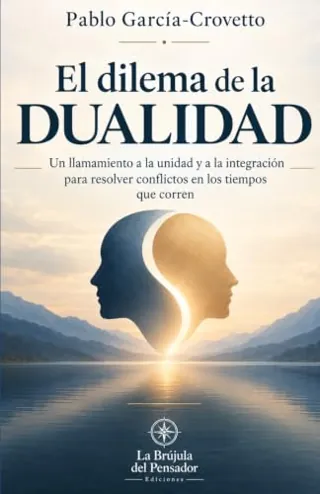 Pablo García-Crovetto
El dilema de la
DUALIDAD
Un llamamiento a la unidad y a la integración
para resolver conflictos en los tiempos
que corren
La Brújula
del Pensador
Ediciones